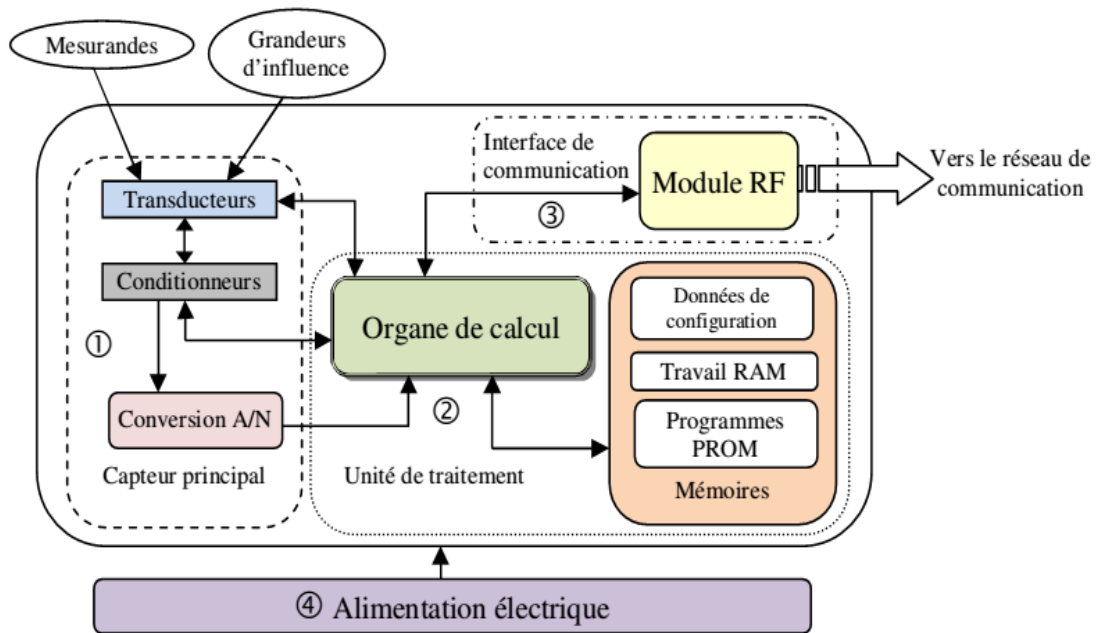 Mesurandes
Grandeurs
d’influence
Interface de
communication
Module RF
Vers le réseau de
communication
③
Transducteurs
Conditionneurs
①
Conversion A/N
Capteur principal
Organe de calcul
②
Unité de traitement
Données de
configuration
Travail RAM
Programmes
PROM
Mémoires
④ Alimentation électrique